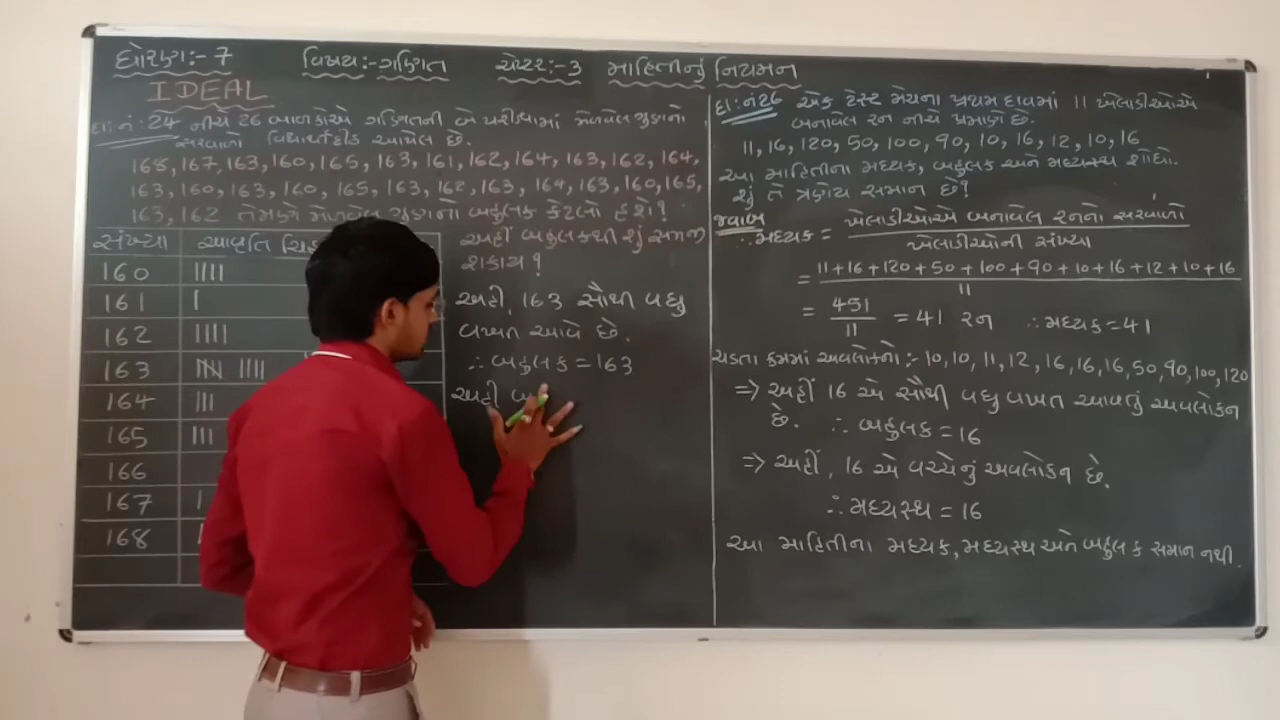 ધોરણ:- 7 વિષય:- ગણિત ચેપ્ટર:- 3 માહિતીનું નિયમન
IDEAL
દા.નં.:24 નીચે 26 બાળકોએ ગણિતની બે પરીક્ષામાં મેળવેલ ગુણનો
સરવાળો વિદ્યાર્થીદીઠ આપેલ છે.
168, 167, 163, 160, 165, 163, 161, 162, 164, 163, 162, 164,
163, 160, 163, 160, 165, 163, 162, 163, 164, 163, 160, 165,
163, 162 તેમણે મેળવેલ ગુણનો બહુલક કેટલો હશે?
અહીં બહુલકથી શું સમજી
શકાય?
સંખ્યા આવૃત્તિ
160 ||||
161 |
162 ||||
163
164 |||
165 |||
166
167 |
168
અહીં, 163 સૌથી વધુ
વખત આવે છે.
∴ બહુલક = 163
અહીં
દા.નં 26 એક ટેસ્ટ મેચના પ્રથમ દાવમાં 11 ખેલાડીઓએ
બનાવેલ રન નીચે પ્રમાણે છે.
11, 16, 120, 50, 100, 90, 10, 16, 12, 10, 16
આ માહિતીના મધ્યક, બહુલક અને મધ્યસ્થ શોધો.
શું તે ત્રણેય સમાન છે?
જવાબ
∴ મધ્યક = ખેલાડીઓએ બનાવેલ રનનો સરવાળો
ખેલાડીઓની સંખ્યા
= 11+16+120+50+100+90+10+16+12+10+16
11
= 451
11
= 41 રન ∴ મધ્યક = 41
ચડતા ક્રમમાં અવલોકનો :- 10, 10, 11, 12, 16, 16, 16, 50, 90, 100, 120
⇒ અહીં 16 એ સૌથી વધુ વખત આવતું અવલોકન
છે. ∴ બહુલક = 16
⇒ અહીં, 16 એ વચ્ચેનું અવલોકન છે.
∴ મધ્યસ્થ = 16
આ માહિતીના મધ્યક, મધ્યસ્થ અને બહુલક સમાન નથી.